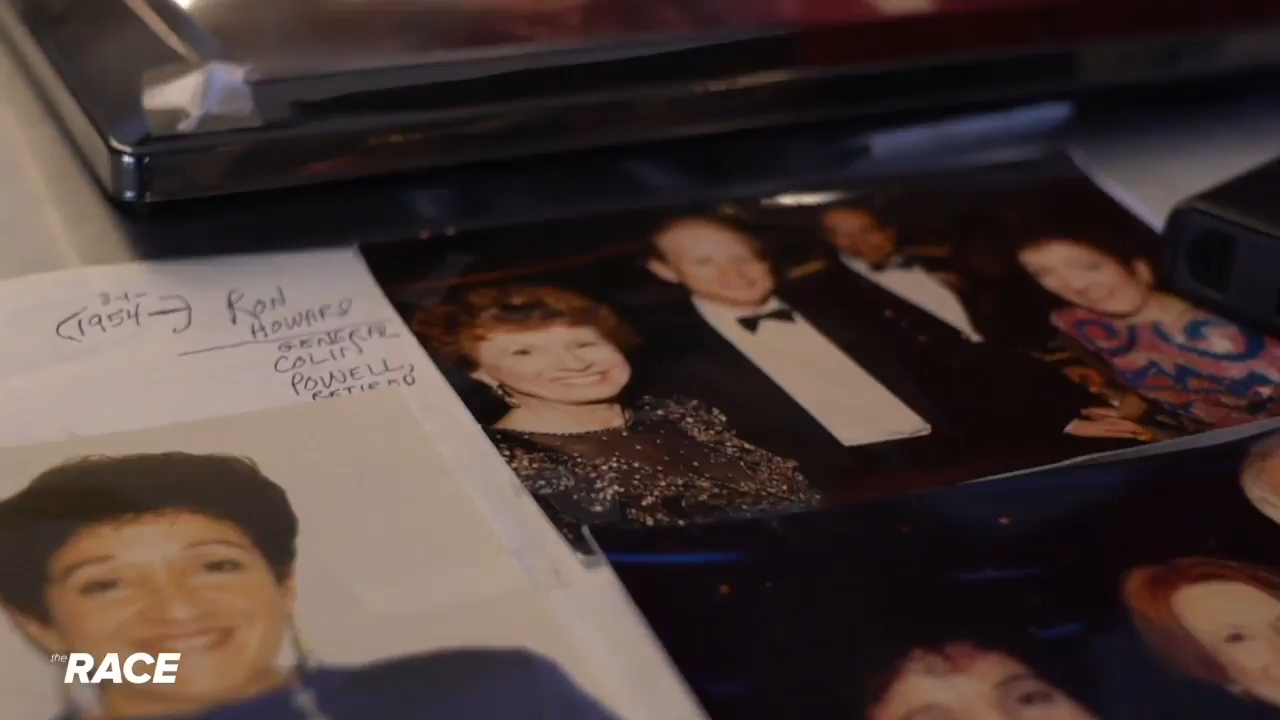 3-1-
(1954—)
RON
HOWARD
GENERAL
COLIN
POWELL,
RETIRED
the RACE